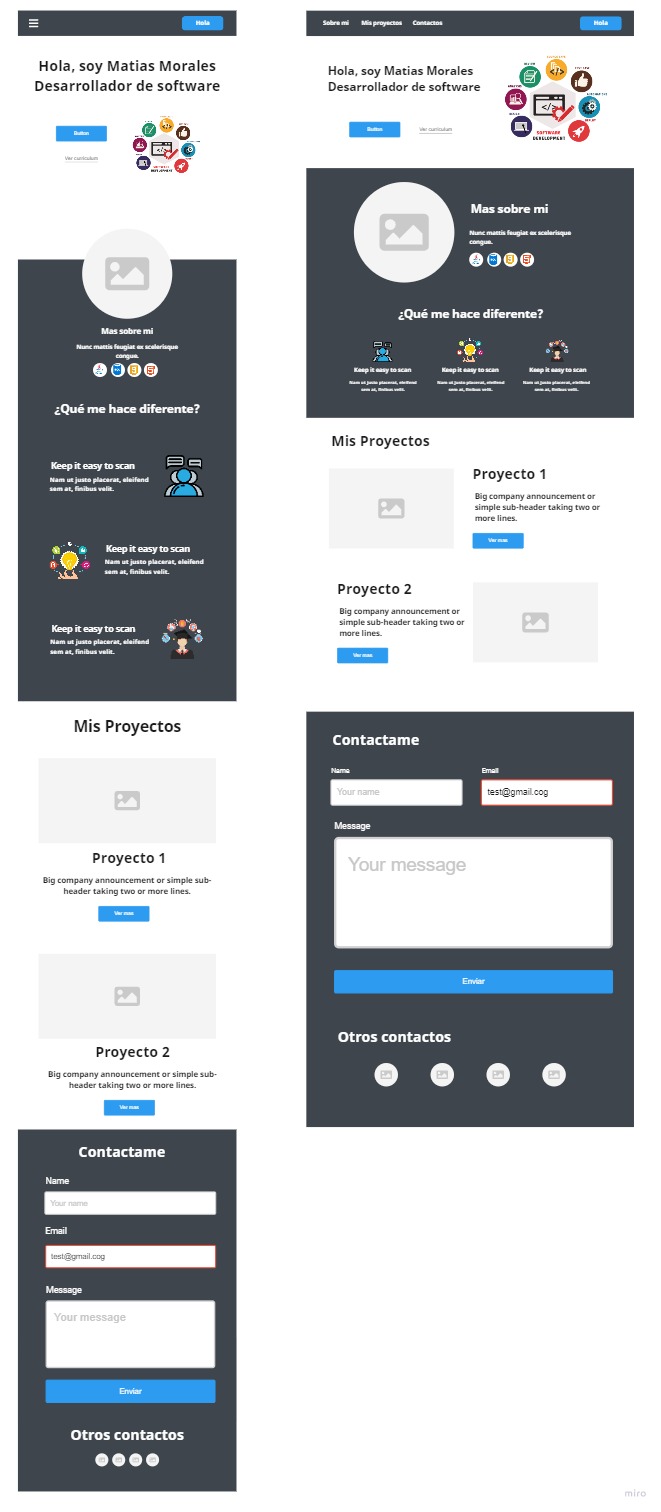 Hola
Hola, soy Matias Morales
Desarrollador de software
Button
Ver curriculum
SOFTWARE
DEVELOPMENT
Mas sobre mi
Nunc mattis feugiat ex scelerisque
congue.
¿Qué me hace diferente?
Keep it easy to scan
Nam ut justo placerat, eleifend
sem at, finibus velit.
Keep it easy to scan
Nam ut justo placerat, eleifend
sem at, finibus velit.
Keep it easy to scan
Nam ut justo placerat, eleifend
sem at, finibus velit.
Mis Proyectos
Proyecto 1
Big company announcement or simple sub-
header taking two or more lines.
Ver mas
Proyecto 2
Big company announcement or simple sub-
header taking two or more lines.
Ver mas
Contactame
Name
Your name
Email
test@gmail.cog
Message
Your message
Enviar
Otros contactos
Sobre mi Mis proyectos Contactos Hola
Hola, soy Matias Morales
Desarrollador de software
Button Ver curriculum
SOFTWARE
DEVELOPMENT
Mas sobre mi
Nunc mattis feugiat ex scelerisque
congue.
¿Qué me hace diferente?
Keep it easy to scan Keep it easy to scan Keep it easy to scan
Nam ut justo placerat, eleifend Nam ut justo placerat, eleifend Nam ut justo placerat, eleifend
sem at, finibus velit. sem at, finibus velit. sem at, finibus velit.
Mis Proyectos
Proyecto 1
Big company announcement or
simple sub-header taking two or
more lines.
Ver mas
Proyecto 2
Big company announcement or
simple sub-header taking two or
more lines.
Ver mas
Contactame
Name Email
Your name test@gmail.cog
Message
Your message
Enviar
Otros contactos
miro